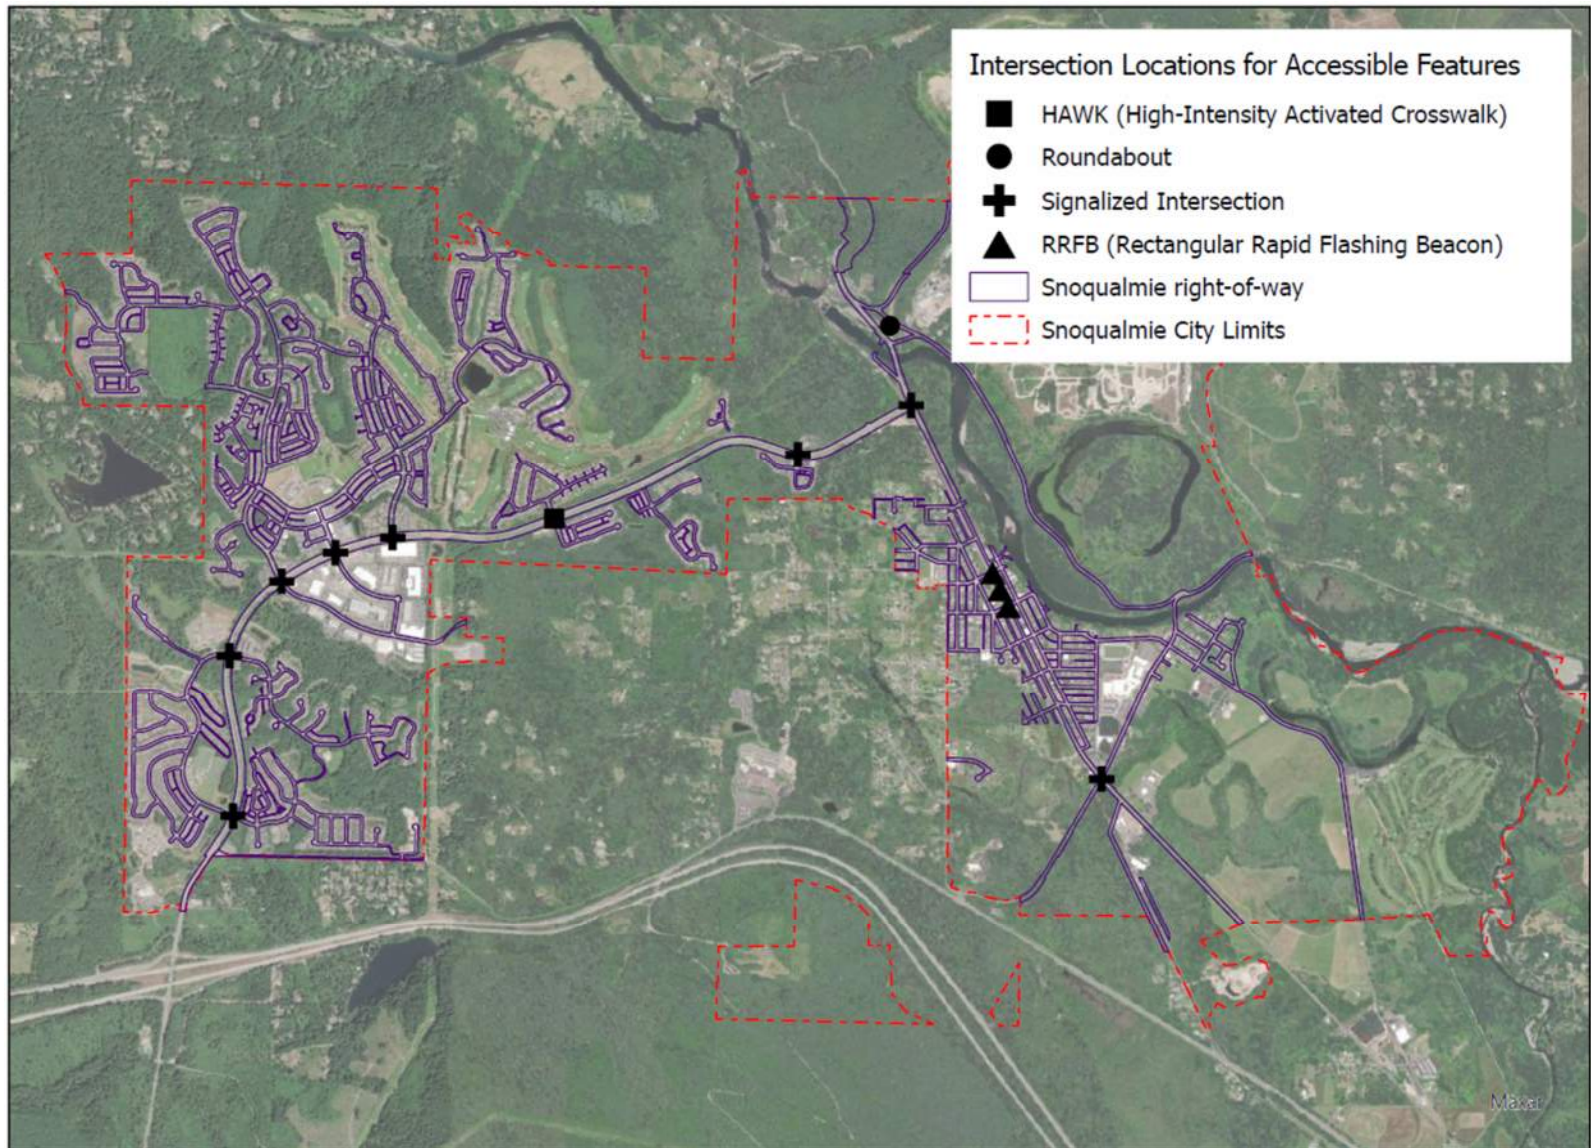 Intersection Locations for Accessible Features
HAWK (High-Intensity Activated Crosswalk)
Roundabout
Signalized Intersection
RRFB (Rectangular Rapid Flashing Beacon)
Snoqualmie right-of-way
Snoqualmie City Limits
Maxar